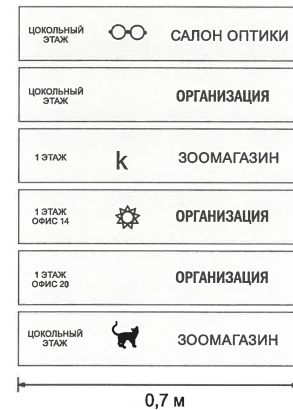 ЦОКОЛЬНЫЙ
ЭТАЖ
САЛОН ОПТИКИ
ЦОКОЛЬНЫЙ
ЭТАЖ
ОРГАНИЗАЦИЯ
1 ЭТАЖ
k
ЗООМАГАЗИН
1 ЭТАЖ
ОФИС 14
ОРГАНИЗАЦИЯ
1 ЭТАЖ
ОФИС 20
ОРГАНИЗАЦИЯ
ЦОКОЛЬНЫЙ
ЭТАЖ
ЗООМАГАЗИН
0,7 м